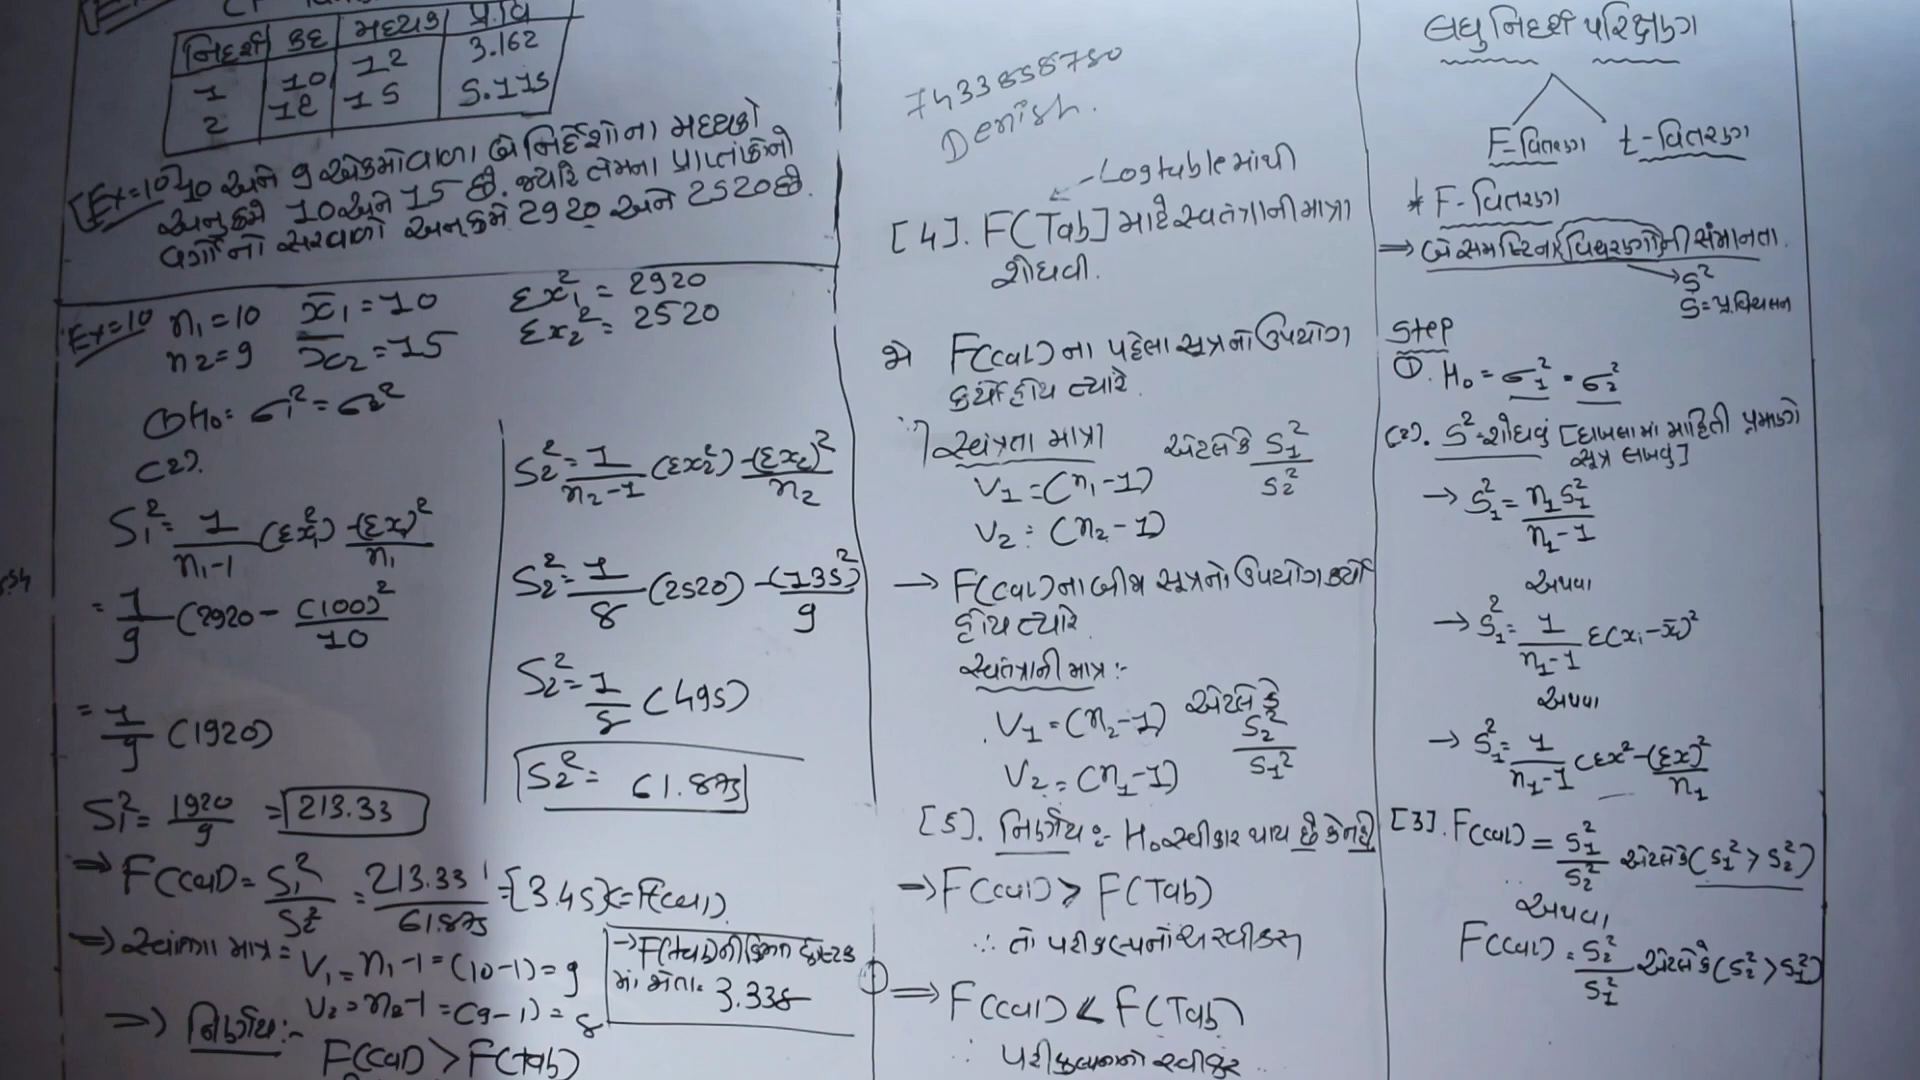 નિદર્શ કદ મધ્યક પ્ર.વિ
1 10 12 3.162
2 12 15 5.115
[Ex=10] 10 અને 9 એકમોવાળા બે નિર્દેશોના મધ્યકો
અનુક્રમે 10 અને 15 છે. જ્યારે તેમના પ્રાપ્તાંકોનો
વર્ગોનો સરવાળો અનુક્રમે 2920 અને 2520 છે.
Ex=10 n₁=10 x̄₁=10 Σx₁²=2920
n2=9 x̄₂=15 Σx₂²=2520
① H₀: σ₁²=σ₂²
(2).
S₁²=1/(n₁-1) (Σx₁²)-(Σx)²/n₁
=1/9 (2920-(100)²/10
=1/9 (1920)
S₁²=1920/9 =213.33
S₂²=1/(n₂-1) (Σx₂²)-(Σx₂)²/n₂
S₂²=1/8 (2520)-(135)²/9
S₂²=1/8 (495)
S₂²= 61.875
→ F(cal)=S₁²/S₂²=213.33/61.875=[3.45]<=F(cal).
→ સ્વતંત્રતા માત્ર= V₁=n₁-1=(10-1)=9
V₂=n₂-1=(9-1)=8
→F(tab)ની કિંમત કોષ્ટક
માં જોતા= 3.338
⇒ નિર્ણય:-
F(cal)>F(tab)
7433858780
Denish.
Logtableમાંથી
[4]. F(Tab] માટે સ્વતંત્રાની માત્રા
શોધવી.
જો F(cal)ના પહેલા સૂત્રનો ઉપયોગ
કર્યો હોય ત્યારે.
સ્વતંત્રતા માત્રા એટલે કે S₁²/S₂²
V₁=(n₁-1)
V₂=(n₂-1)
→ F(cal)ના બીજા સૂત્રનો ઉપયોગ કર્યો
હોય ત્યારે.
સ્વતંત્રાની માત્ર:-
V₁=(n₂-1) એટલે કે S₂²/S₁²
V₂=(n₁-1)
[5]. નિર્ણય:- H₀ સ્વીકાર થાય છે કે નહી
→ F(cal) > F(Tab)
∴ તો પરીકલ્પનાનો અસ્વીકાર
⇒ F(cal) < F(Tab)
∴ પરીકલ્પનાનો સ્વીકાર
લઘુ નિદર્શ પરિક્ષણ
F-વિતરણ t-વિતરણ
* F-વિતરણ
⇒ બે સમષ્ટિના વિચરણોની સંમાનતા.
→S²
S=પ્ર.વિચલન
Step
①. H₀=σ₁²=σ₂²
(2). S²-શોધવું [દાખલામાં માહિતી પ્રમાણે
સૂત્ર લખવું]
→ S₁²=n₁S₁²/(n₁-1)
અથવા
→ S₁²=1/(n₁-1) Σ(xᵢ-x̄)²
અથવા
→ S₁²=1/(n₁-1) (Σx²-(Σx)²/n₁
[3]. F(cal)=S₁²/S₂² એટલે કે (S₁²>S₂²)
અથવા
F(cal)=S₂²/S₁² એટલે કે (S₂²>S₁²)